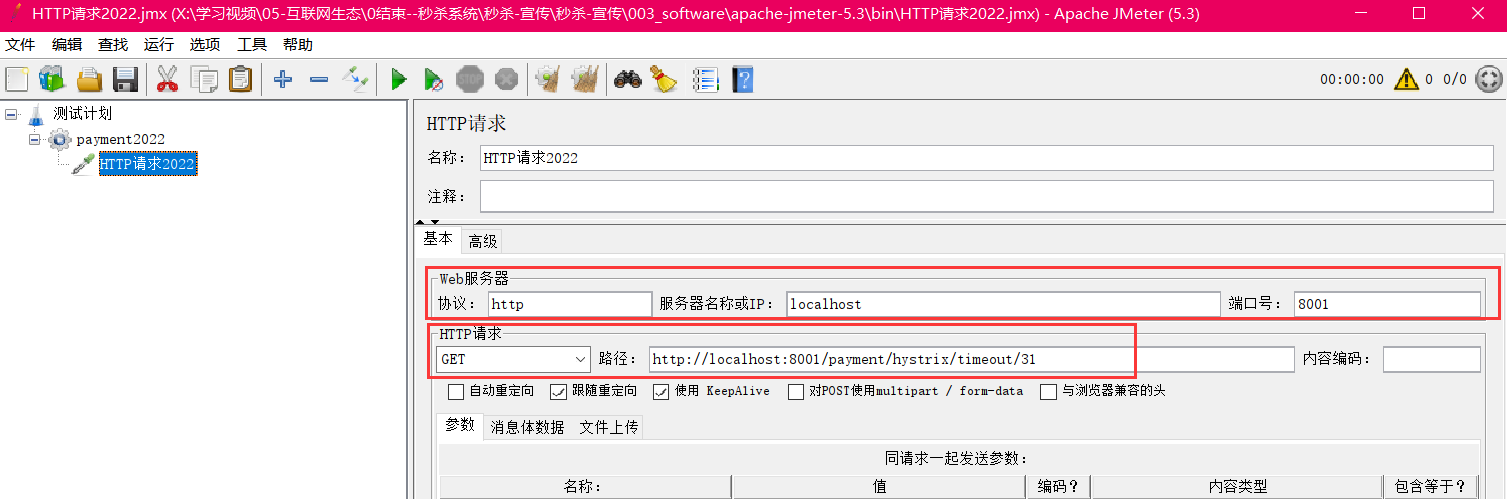 HTTP请求2022.jmx (X:\学习视频\05-互联网生态\0结束--秒杀系统\秒杀-宣传\秒杀-宣传\003_software\apache-jmeter-5.3\bin\HTTP请求2022.jmx) - Apache JMeter (5.3)
文件 编辑 查找 运行 选项 工具 帮助
STOP 00:00:00 0 0/0
测试计划
payment2022
HTTP请求2022
HTTP请求
名称： HTTP请求2022
注释：
基本 高级
Web服务器
协议： http 服务器名称或IP： localhost 端口号： 8001
HTTP请求
GET 路径： http://localhost:8001/payment/hystrix/timeout/31 内容编码：
自动重定向 跟随重定向 使用 KeepAlive 对POST使用multipart / form-data 与浏览器兼容的头
参数 消息体数据 文件上传
同请求一起发送参数：
名称： 值 编码？ 内容类型 包含等于？